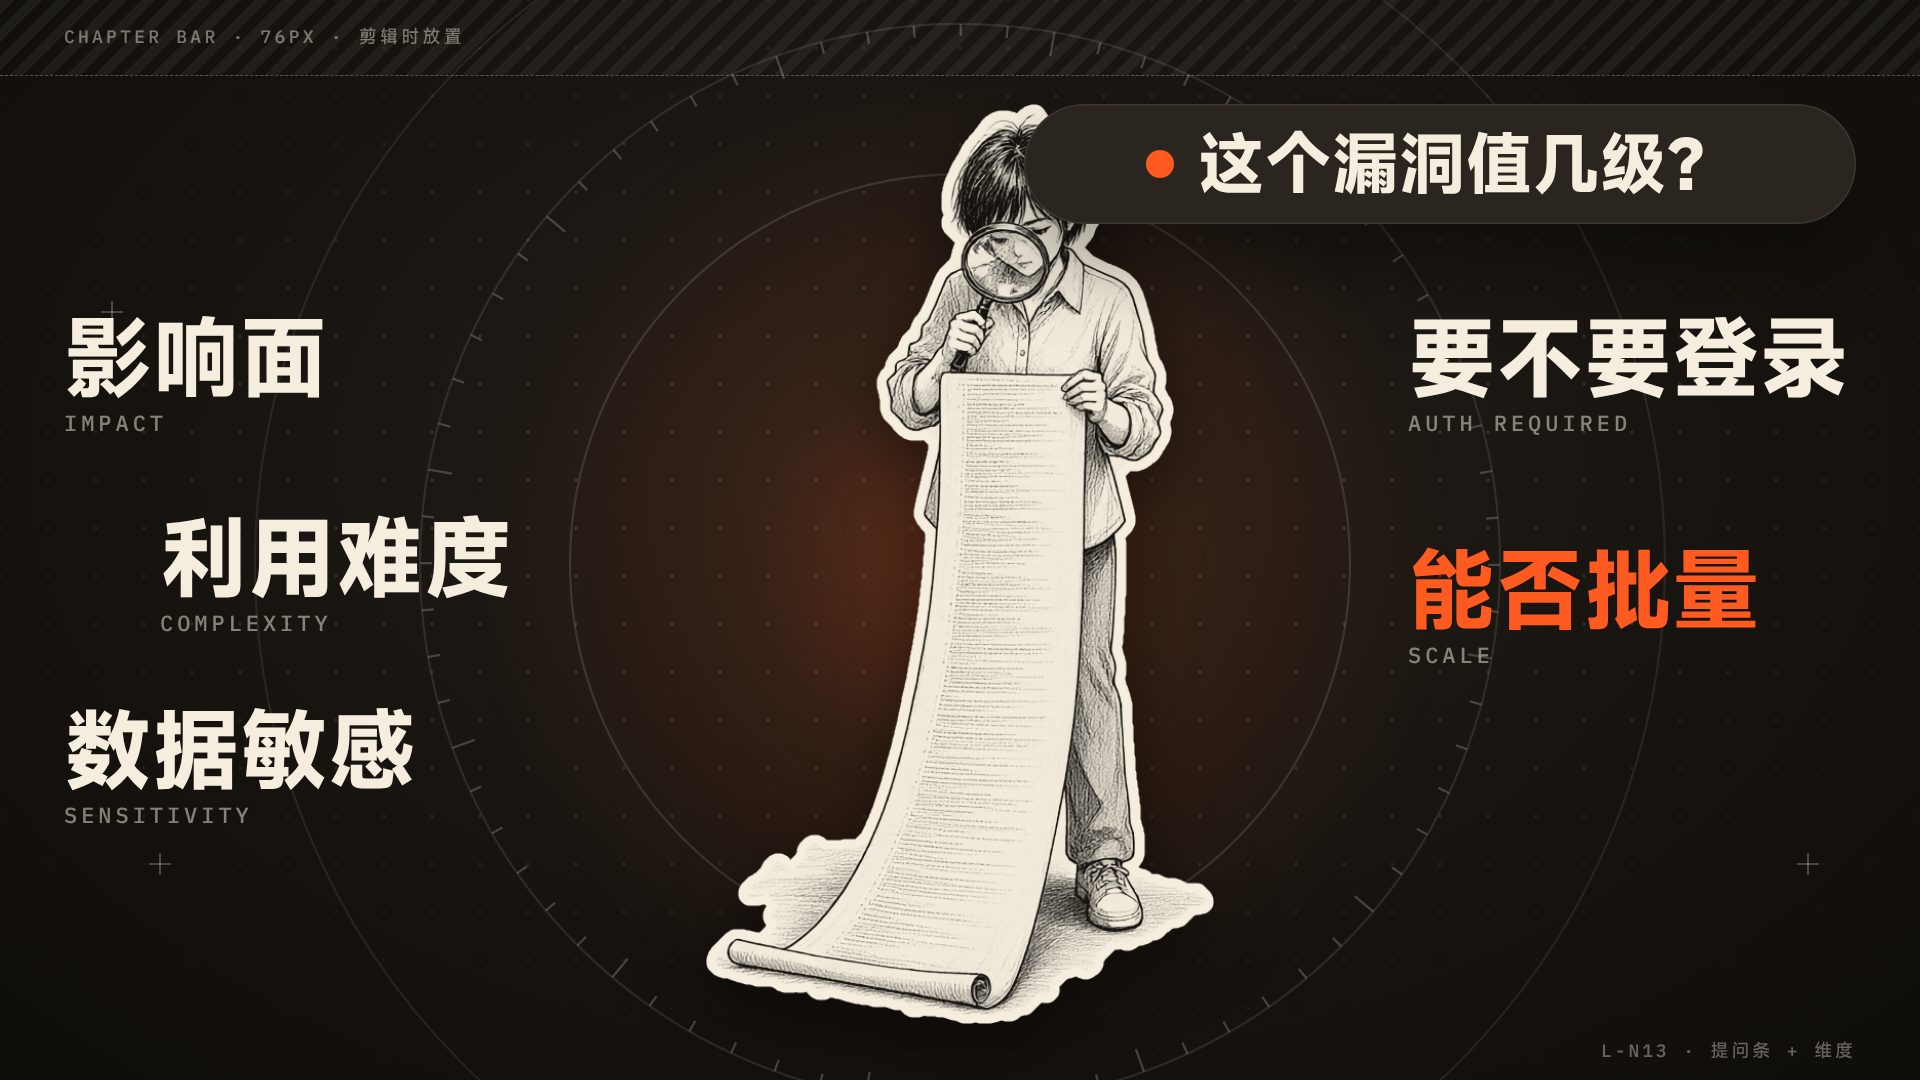 CHAPTER BAR · 76PX · 剪辑时放置
这个漏洞值几级?
影响面
IMPACT
利用难度
COMPLEXITY
数据敏感
SENSITIVITY
要不要登录
AUTH REQUIRED
能否批量
SCALE
L-N13 · 提问条 + 维度